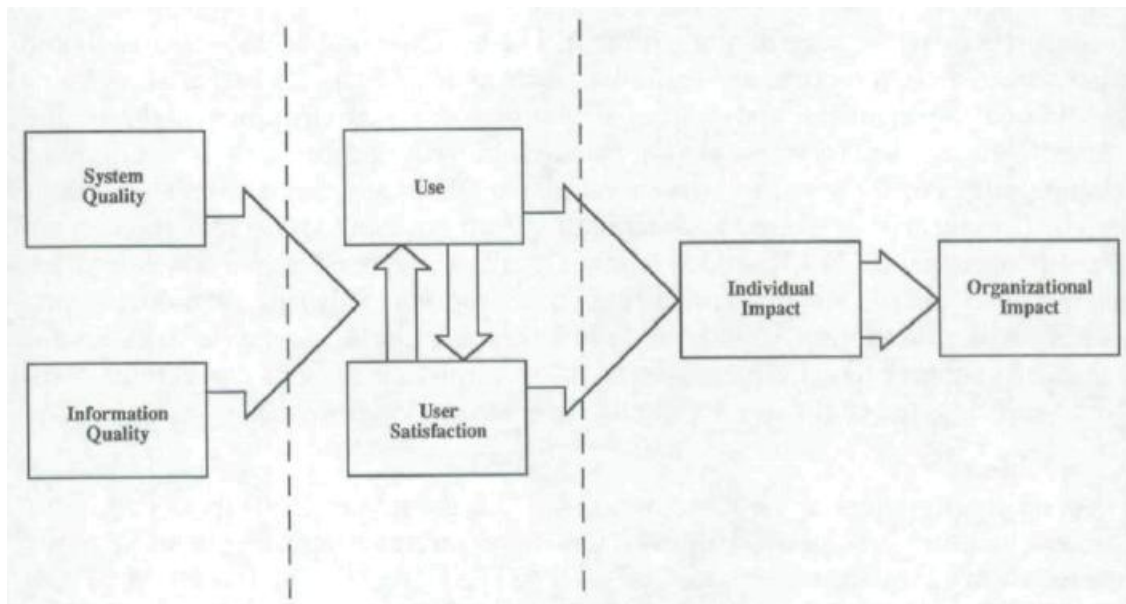 System
Quality
Use
Individual
Impact
Organizational
Impact
Information
Quality
User
Satisfaction